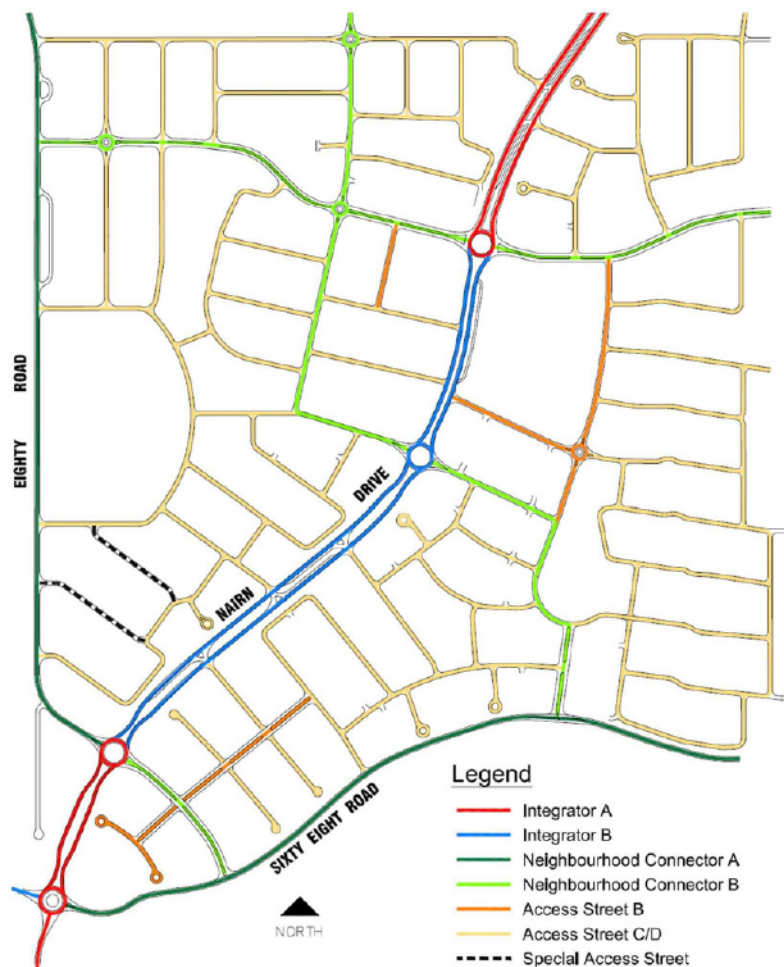 EIGHTY ROAD
NAIRN DRIVE
SIXTY EIGHT ROAD
NORTH
Legend
Integrator A
Integrator B
Neighbourhood Connector A
Neighbourhood Connector B
Access Street B
Access Street C/D
Special Access Street